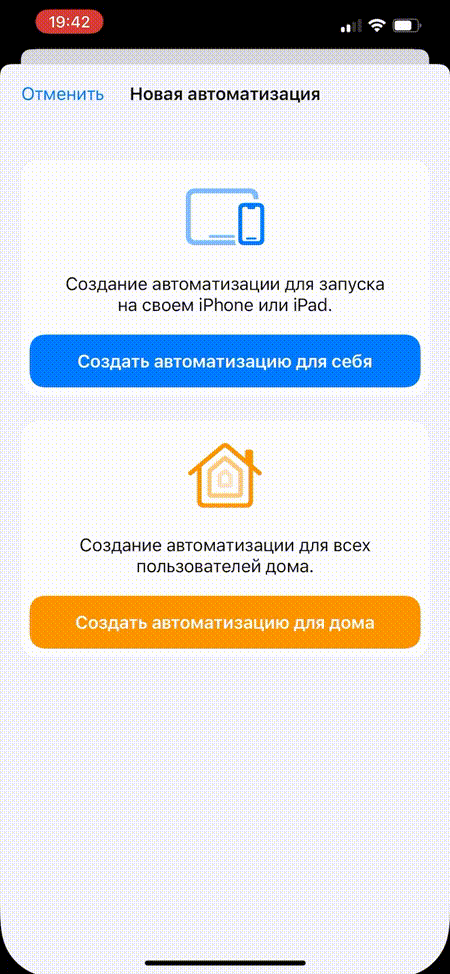 19:42
Отменить Новая автоматизация
Создание автоматизации для запуска
на своем iPhone или iPad.
Создать автоматизацию для себя
Создание автоматизации для всех
пользователей дома.
Создать автоматизацию для дома